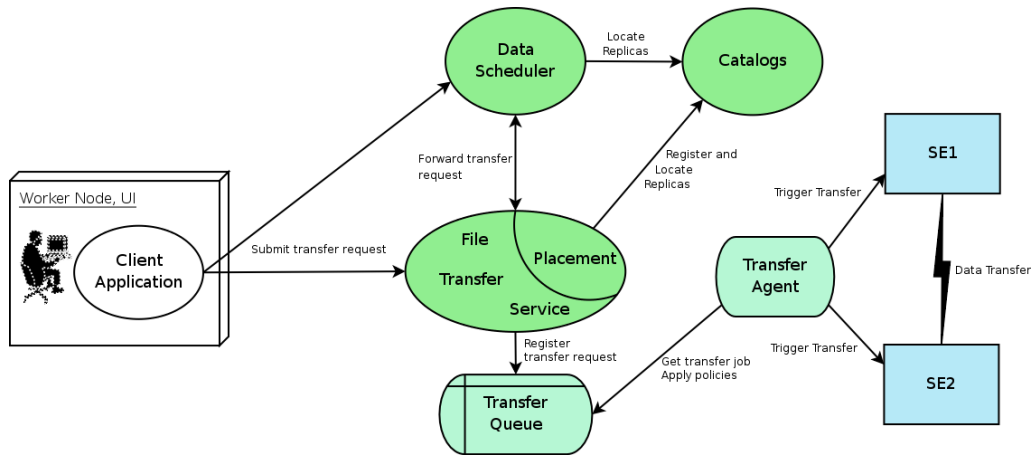 Data
Scheduler
Locate
Replicas
Catalogs
Forward transfer
request
Register and
Locate
Replicas
SE1
Worker Node, UI
Client
Application
Submit transfer request
File
Transfer
Service
Placement
Trigger Transfer
Transfer
Agent
Data Transfer
Trigger Transfer
Register
transfer request
Get transfer job
Apply policies
SE2
Transfer
Queue